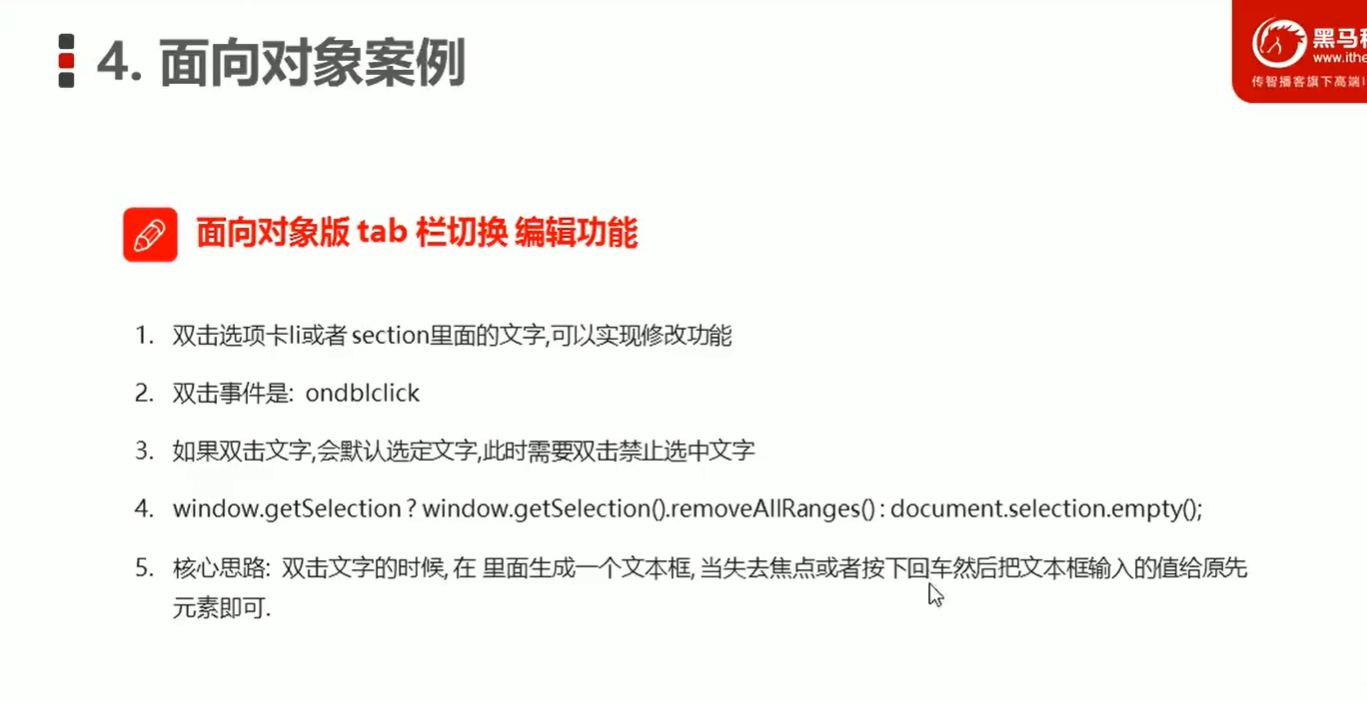 4. 面向对象案例
黑马
www.ithe
传智播客旗下高端I
面向对象版 tab 栏切换 编辑功能
1. 双击选项卡li或者 section里面的文字,可以实现修改功能
2. 双击事件是: ondblclick
3. 如果双击文字,会默认选定文字,此时需要双击禁止选中文字
4. window.getSelection ? window.getSelection().removeAllRanges() : document.selection.empty();
5. 核心思路: 双击文字的时候, 在 里面生成一个文本框, 当失去焦点或者按下回车然后把文本框输入的值给原先
元素即可.